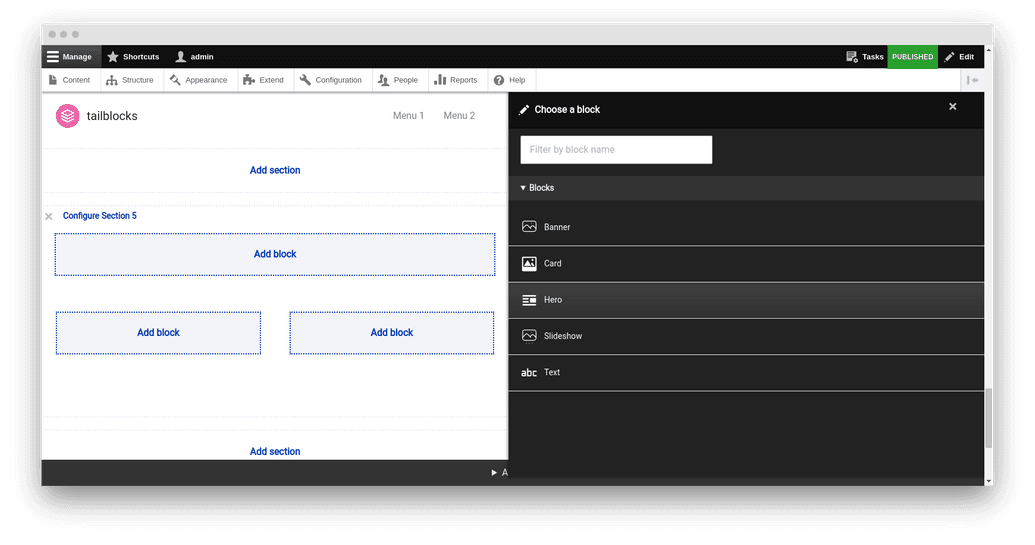 Manage Shortcuts admin Tasks PUBLISHED Edit
Content Structure Appearance Extend Configuration People Reports Help
tailblocks Menu 1 Menu 2
Add section
Configure Section 5
Add block
Add block Add block
Add section
A
Choose a block
Filter by block name
Blocks
Banner
Card
Hero
Slideshow
abc Text